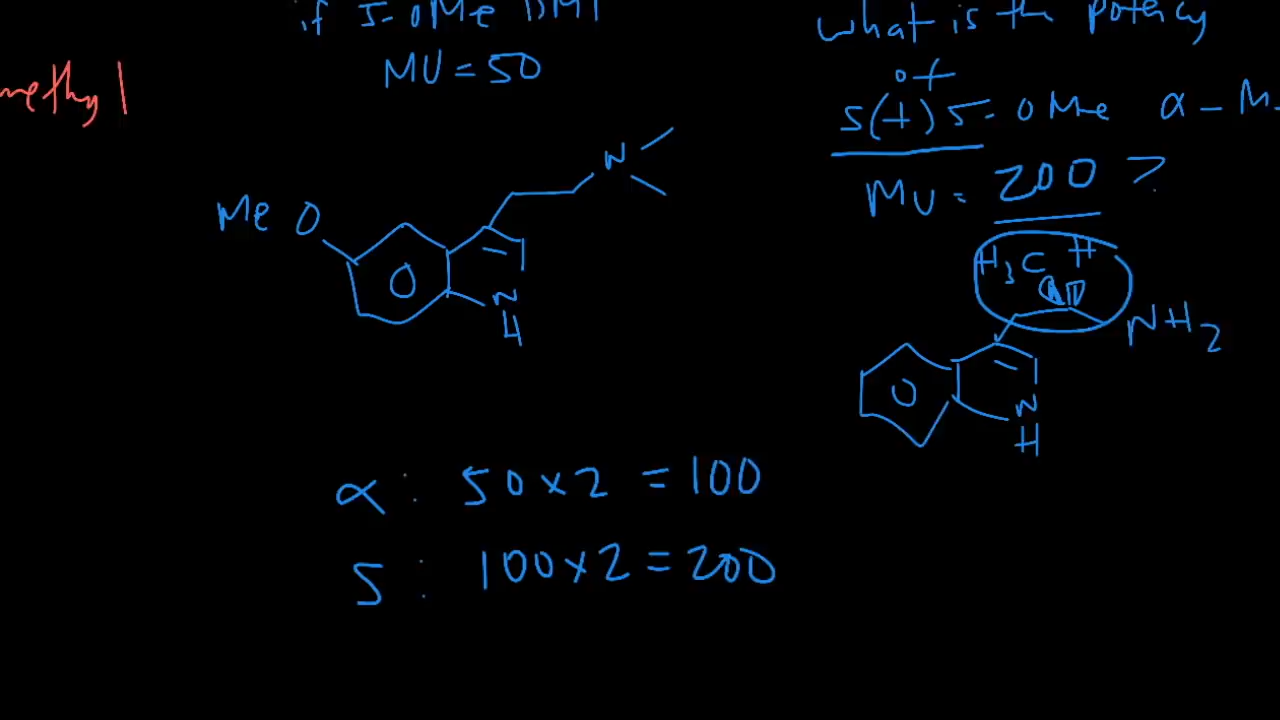 if 5-OMe DMT
MU = 50
methyl
what is the potency
of
S(+) 5-OMe α-M
MU = 200 ?
MeO
N
N
H
H3C H
NH2
N
H
α: 50 × 2 = 100
S: 100 × 2 = 200